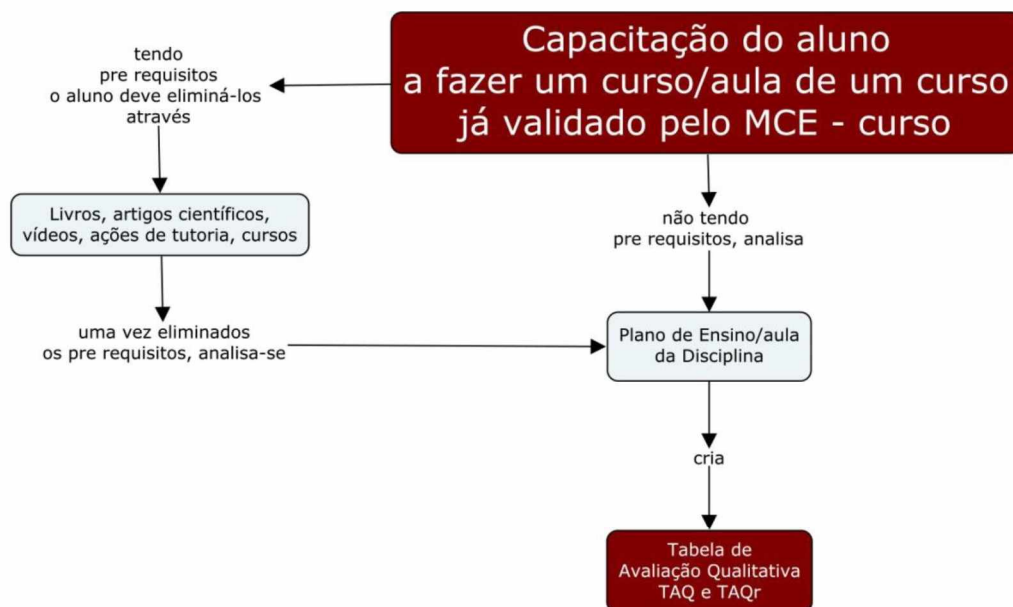 Capacitação do aluno
a fazer um curso/aula de um curso
já validado pelo MCE - curso
tendo
pre requisitos
o aluno deve eliminá-los
através
Livros, artigos científicos,
vídeos, ações de tutoria, cursos
uma vez eliminados
os pre requisitos, analisa-se
não tendo
pre requisitos, analisa
Plano de Ensino/aula
da Disciplina
cria
Tabela de
Avaliação Qualitativa
TAQ e TAQr